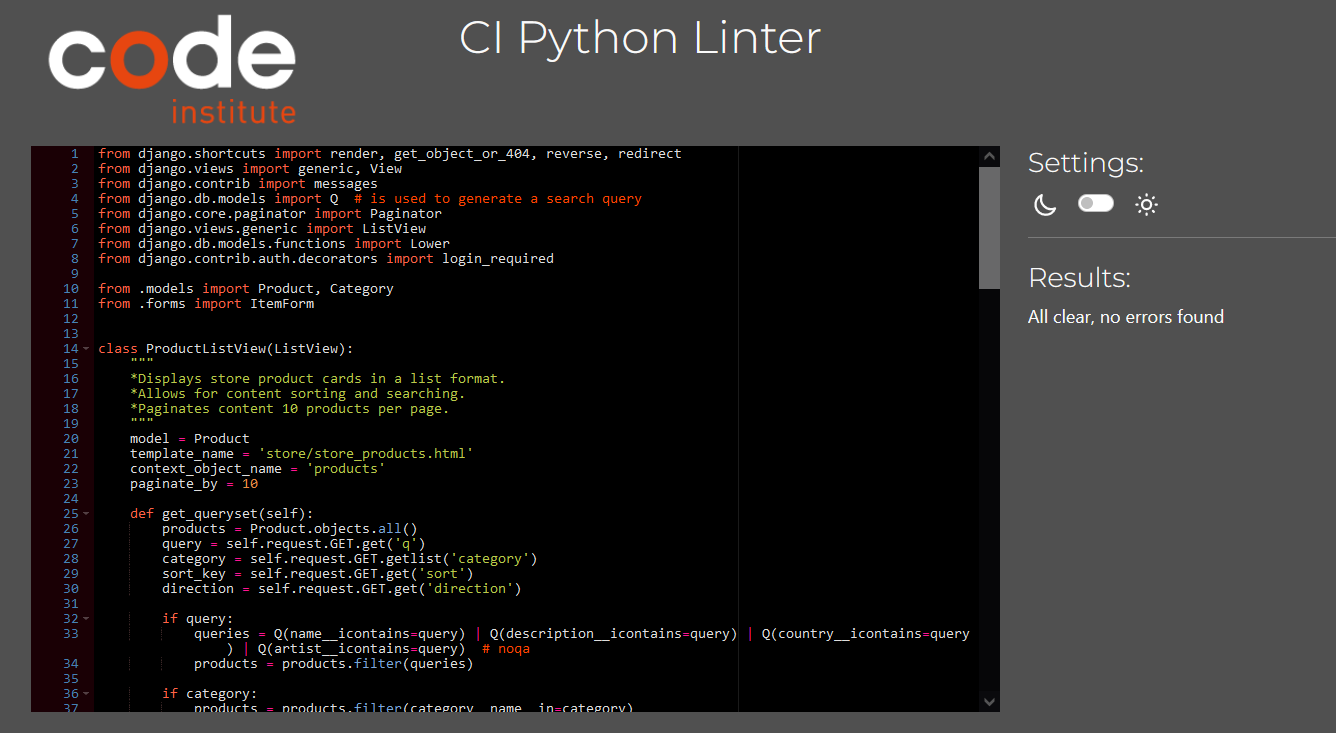 code
institute
CI Python Linter
1 from django.shortcuts import render, get_object_or_404, reverse, redirect
2 from django.views import generic, View
3 from django.contrib import messages
4 from django.db.models import Q  # is used to generate a search query
5 from django.core.paginator import Paginator
6 from django.views.generic import ListView
7 from django.db.models.functions import Lower
8 from django.contrib.auth.decorators import login_required
9
10 from .models import Product, Category
11 from .forms import ItemForm
12
13
14 class ProductListView(ListView):
15     """
16     *Displays store product cards in a list format.
17     *Allows for content sorting and searching.
18     *Paginates content 10 products per page.
19     """
20     model = Product
21     template_name = 'store/store_products.html'
22     context_object_name = 'products'
23     paginate_by = 10
24
25     def get_queryset(self):
26         products = Product.objects.all()
27         query = self.request.GET.get('q')
28         category = self.request.GET.getlist('category')
29         sort_key = self.request.GET.get('sort')
30         direction = self.request.GET.get('direction')
31
32         if query:
33             queries = Q(name__icontains=query) | Q(description__icontains=query) | Q(country__icontains=query
) | Q(artist__icontains=query)  # noqa
34             products = products.filter(queries)
35
36         if category:
37             products = products.filter(category__name__in=category)
Settings:
Results:
All clear, no errors found